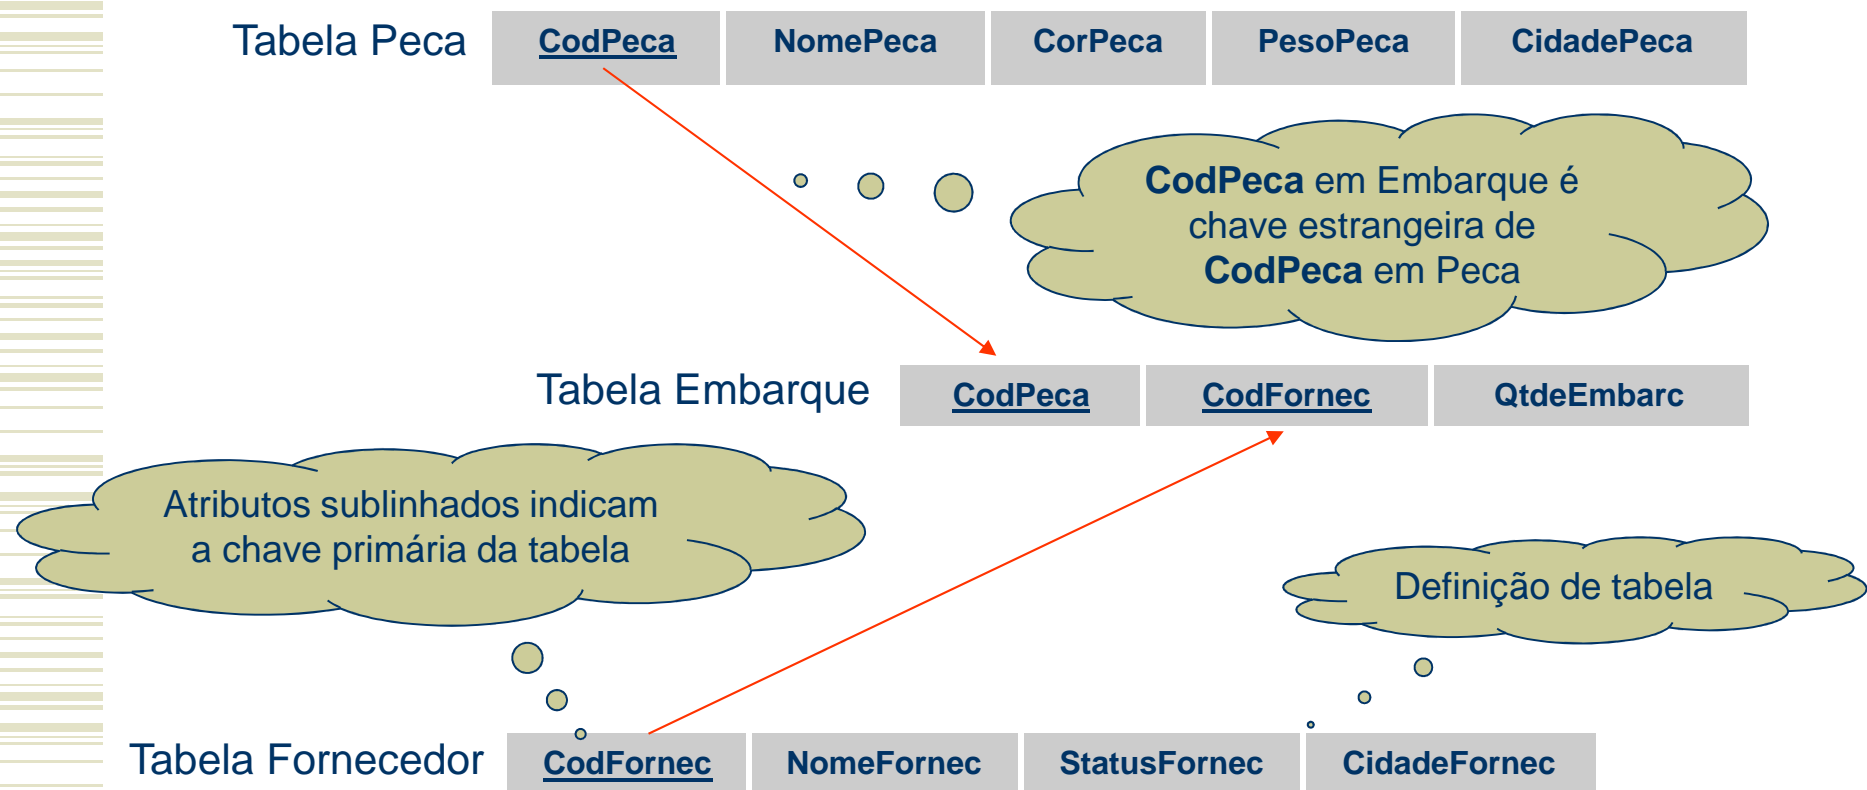 Tabela Peca CodPeca NomePeca CorPeca PesoPeca CidadePeca
CodPeca em Embarque é
chave estrangeira de
CodPeca em Peca
Tabela Embarque CodPeca CodFornec QtdeEmbarc
Atributos sublinhados indicam
a chave primária da tabela
Definição de tabela
Tabela Fornecedor CodFornec NomeFornec StatusFornec CidadeFornec